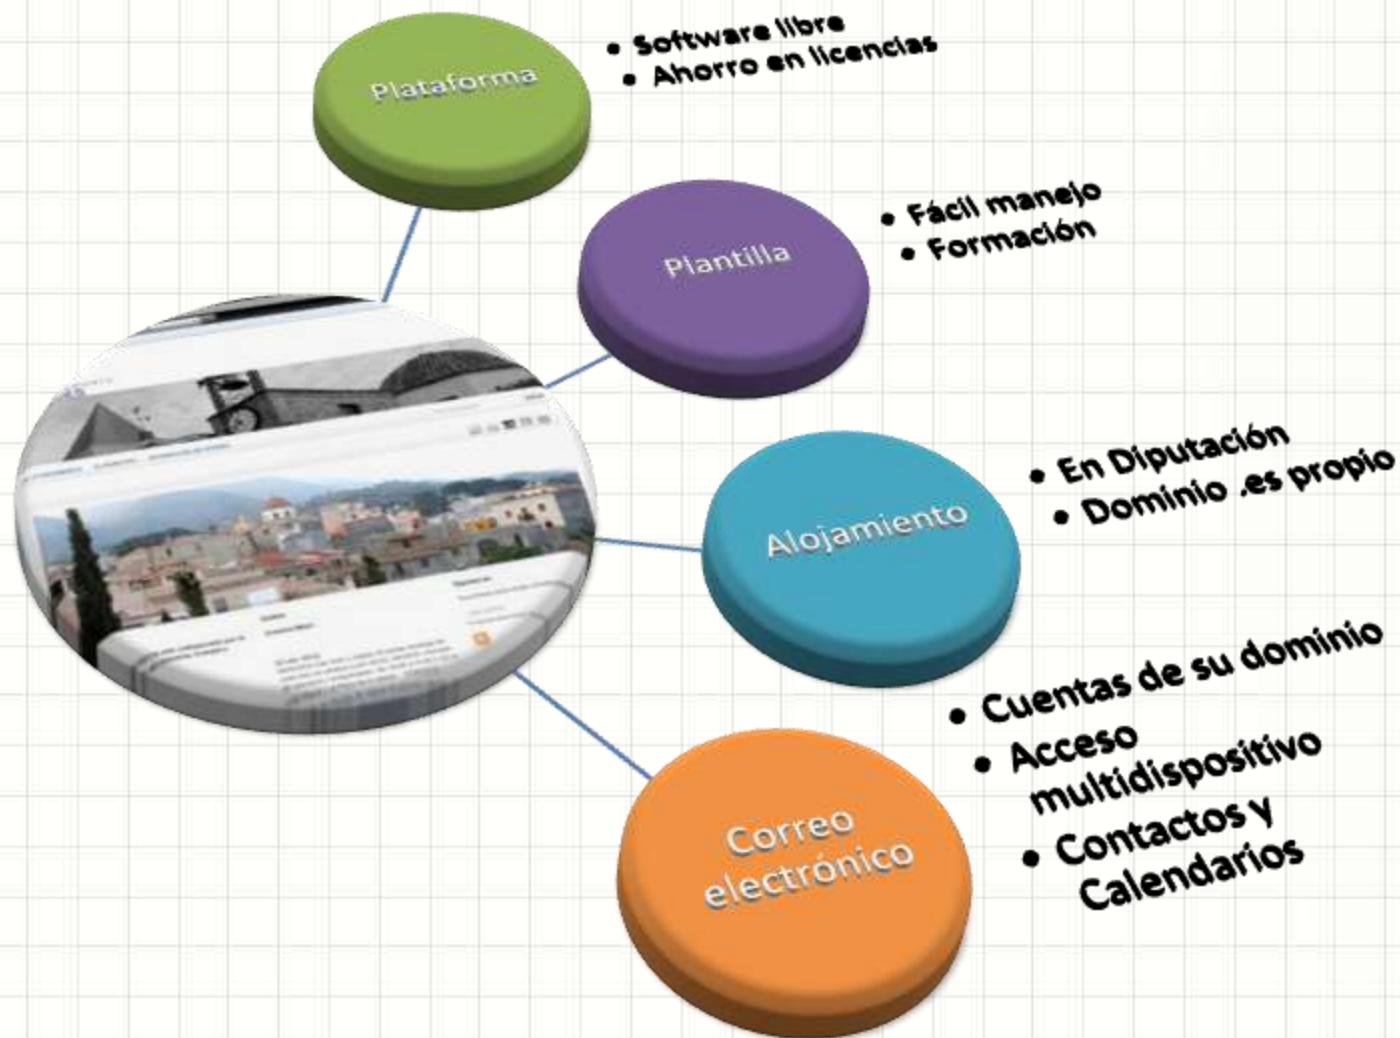 Plataforma
• Software libre
• Ahorro en licencias
Plantilla
• Fácil manejo
• Formación
Alojamiento
• En Diputación
• Dominio .es propio
Correo
electrónico
• Cuentas de su dominio
• Acceso
multidispositivo
• Contactos y
Calendarios